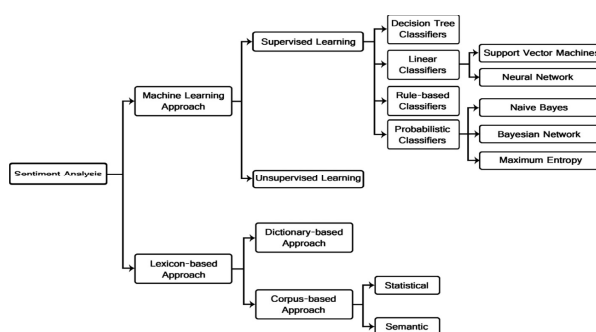 Decision Tree
Classifiers
Supervised Learning
Linear
Classifiers
Support Vector Machines
Neural Network
Machine Learning
Approach
Rule-based
Classifiers
Naive Bayes
Probabilistic
Classifiers
Bayesian Network
Maximum Entropy
Sentiment Analysis
Unsupervised Learning
Dictionary-based
Approach
Lexicon-based
Approach
Statistical
Corpus-based
Approach
Semantic